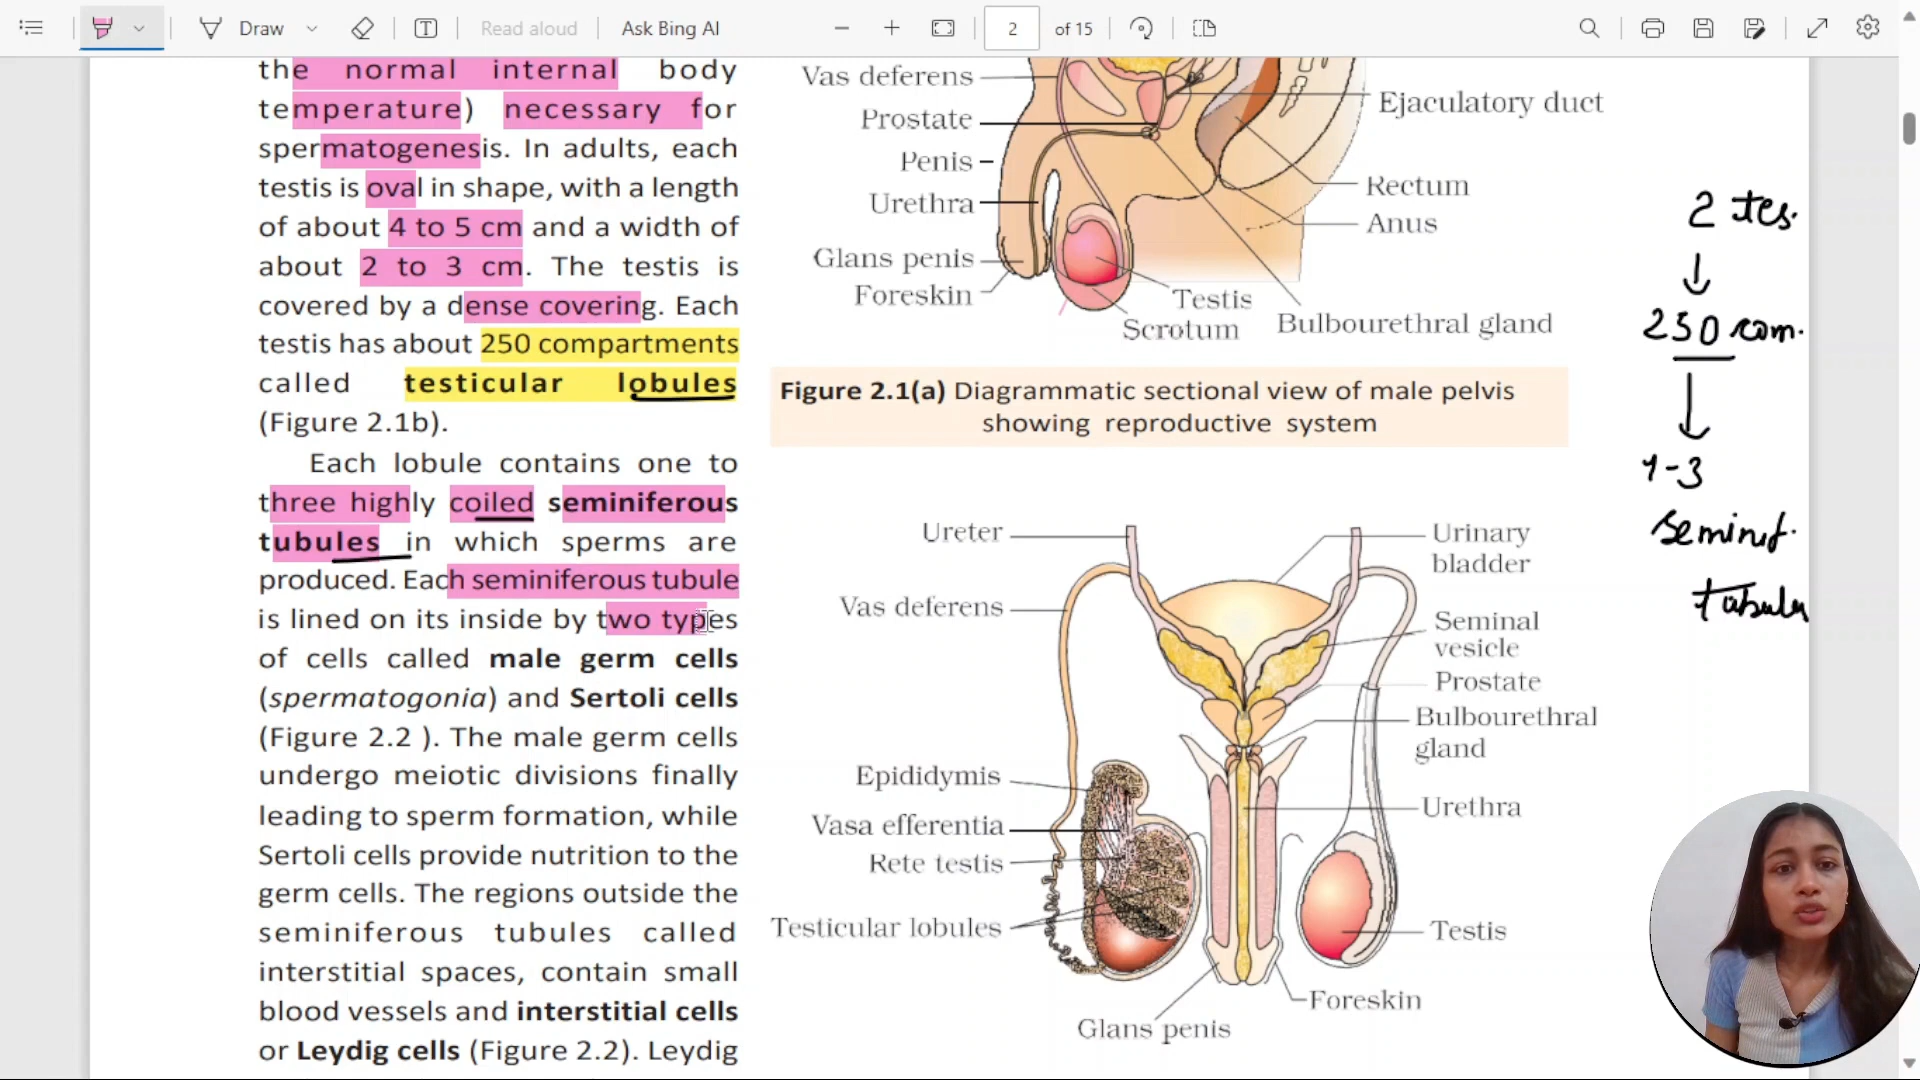 Draw
Read aloud
Ask Bing AI
2
of 15
the normal internal body
temperature) necessary for
spermatogenesis. In adults, each
testis is oval in shape, with a length
of about 4 to 5 cm and a width of
about 2 to 3 cm. The testis is
covered by a dense covering. Each
testis has about 250 compartments
called testicular lobules
(Figure 2.1b).
Each lobule contains one to
three highly coiled seminiferous
tubules in which sperms are
produced. Each seminiferous tubule
is lined on its inside by two types
of cells called male germ cells
(spermatogonia) and Sertoli cells
(Figure 2.2 ). The male germ cells
undergo meiotic divisions finally
leading to sperm formation, while
Sertoli cells provide nutrition to the
germ cells. The regions outside the
seminiferous tubules called
interstitial spaces, contain small
blood vessels and interstitial cells
or Leydig cells (Figure 2.2). Leydig
Vas deferens
Prostate
Penis
Urethra
Glans penis
Foreskin
Ejaculatory duct
Rectum
Anus
Testis
Scrotum
Bulbourethral gland
Figure 2.1(a) Diagrammatic sectional view of male pelvis
showing reproductive system
Ureter
Vas deferens
Epididymis
Vasa efferentia
Rete testis
Testicular lobules
Glans penis
Urinary
bladder
Seminal
vesicle
Prostate
Bulbourethral
gland
Urethra
Testis
Foreskin
2 tes.
250 com.
1-3
seminif.
tubules